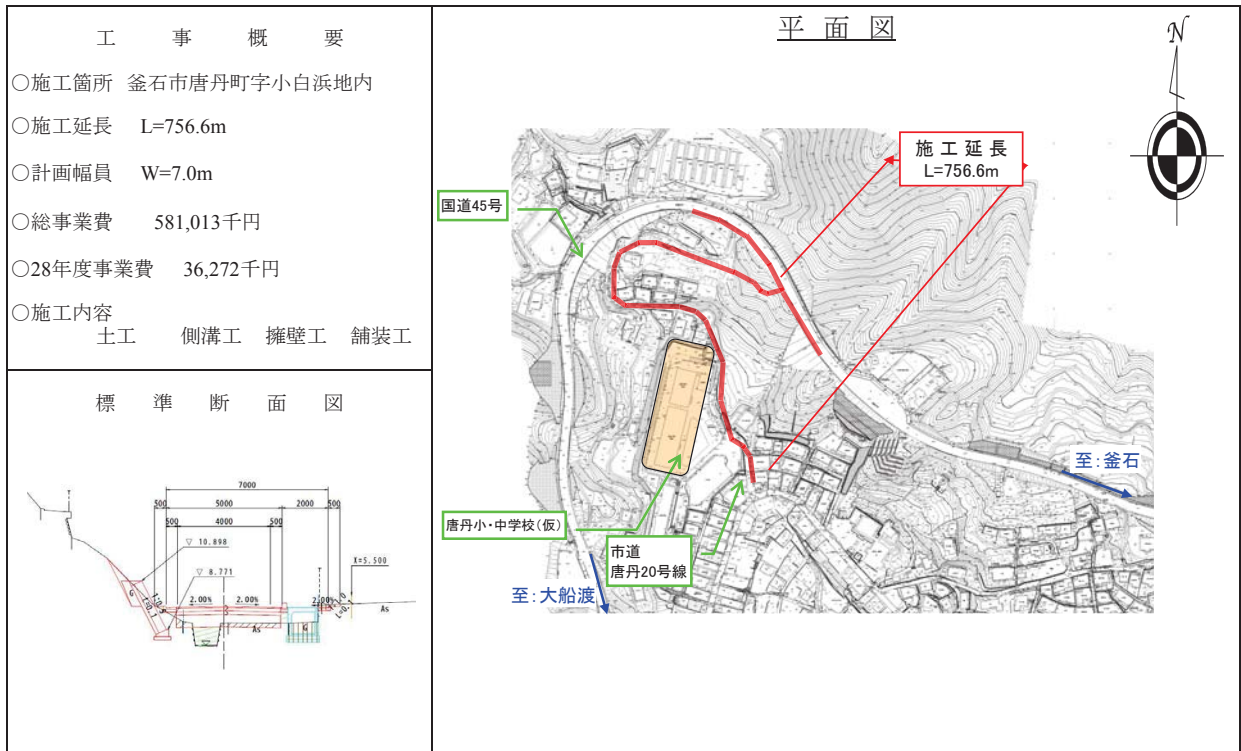 工 事 概 要
○施工箇所 釜石市唐丹町字小白浜地内
○施工延長 L=756.6m
○計画幅員 W=7.0m
○総事業費 581,013千円
○28年度事業費 36,272千円
○施工内容
土工 側溝工 擁壁工 舗装工
標 準 断 面 図
7000
500 5000 2000 500
500 4000 500
▽ 10.898
▽ 8.771
X=5.500
2.00% 2.00% 2.00%
G
As
G
As
平 面 図
N
施 工 延 長
L=756.6m
国道45号
至:釜石
唐丹小・中学校(仮)
市道
唐丹20号線
至:大船渡